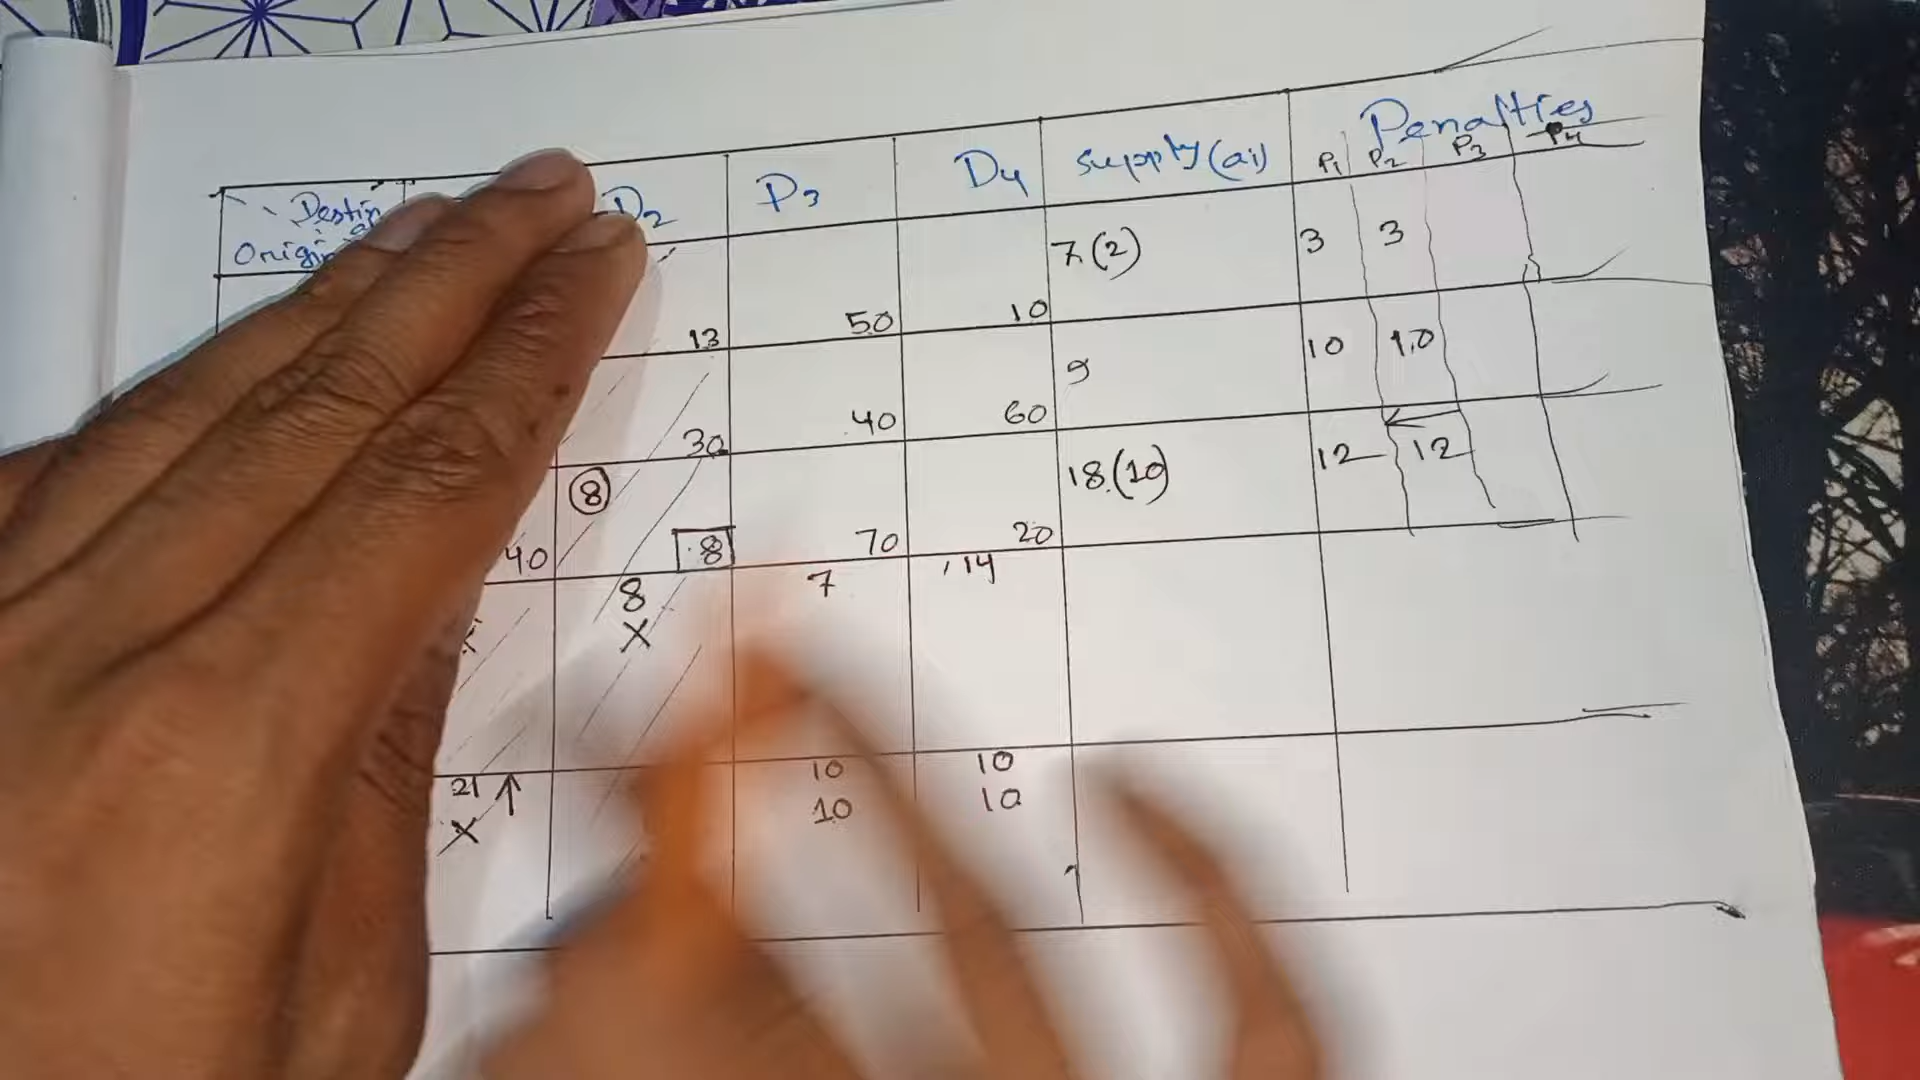 Penalties
Destin D2 D3 D4 supply(ai) P1 P2 P3 P4
Origin
7(2) 3 3
13 50 10
9 10 10
30 40 60
8 18(10) 12 12
40 8 70 20
8 7 14
X
21 ↑ 10 10
X 10 10